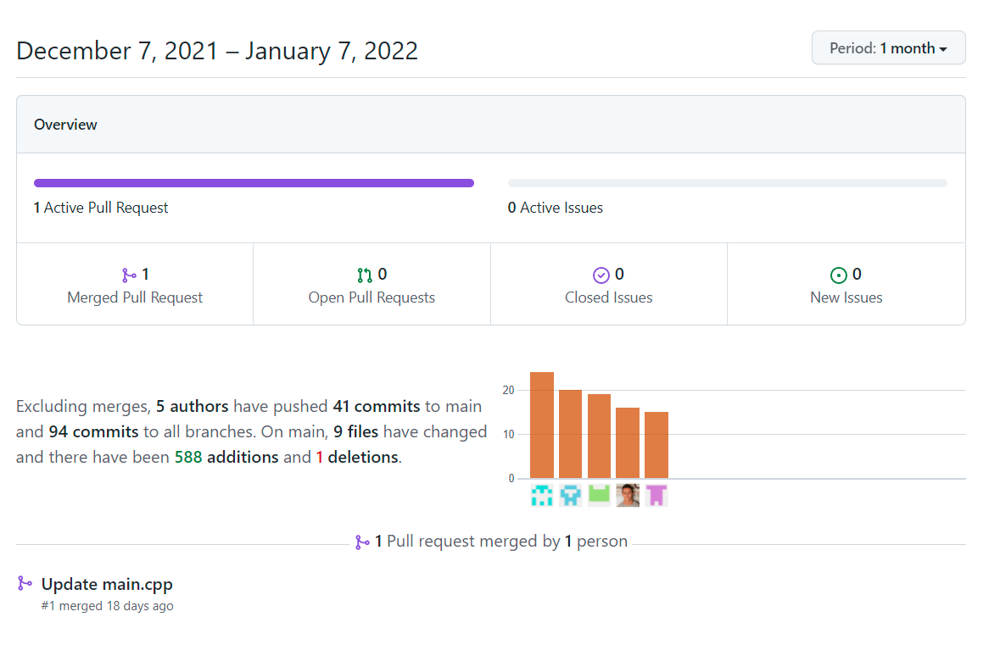 December 7, 2021 – January 7, 2022
Period: 1 month
Overview
1 Active Pull Request
0 Active Issues
1
Merged Pull Request
0
Open Pull Requests
0
Closed Issues
0
New Issues
Excluding merges, 5 authors have pushed 41 commits to main
and 94 commits to all branches. On main, 9 files have changed
and there have been 588 additions and 1 deletions.
20
10
0
1 Pull request merged by 1 person
Update main.cpp
#1 merged 18 days ago